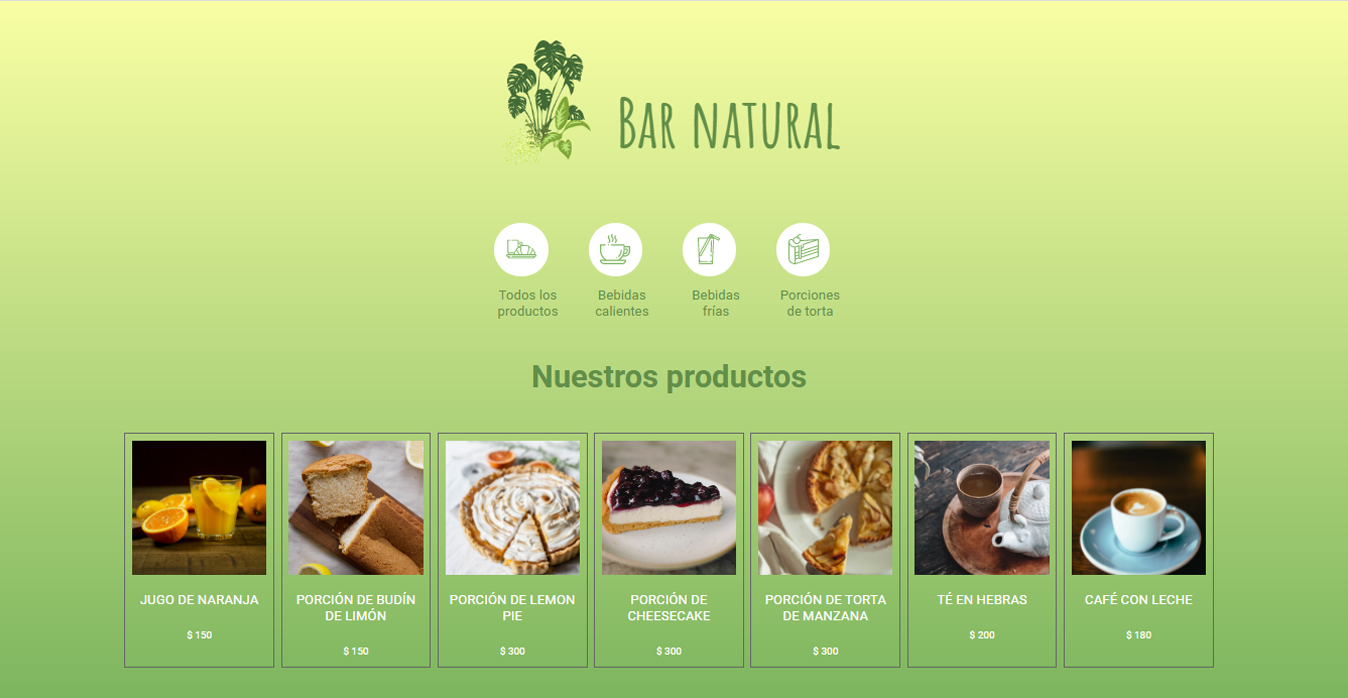 Bar natural
Todos los
productos
Bebidas
calientes
Bebidas
frías
Porciones
de torta
Nuestros productos
JUGO DE NARANJA
$ 150
PORCIÓN DE BUDÍN
DE LIMÓN
$ 150
PORCIÓN DE LEMON
PIE
$ 300
PORCIÓN DE
CHEESECAKE
$ 300
PORCIÓN DE TORTA
DE MANZANA
$ 300
TÉ EN HEBRAS
$ 200
CAFÉ CON LECHE
$ 180